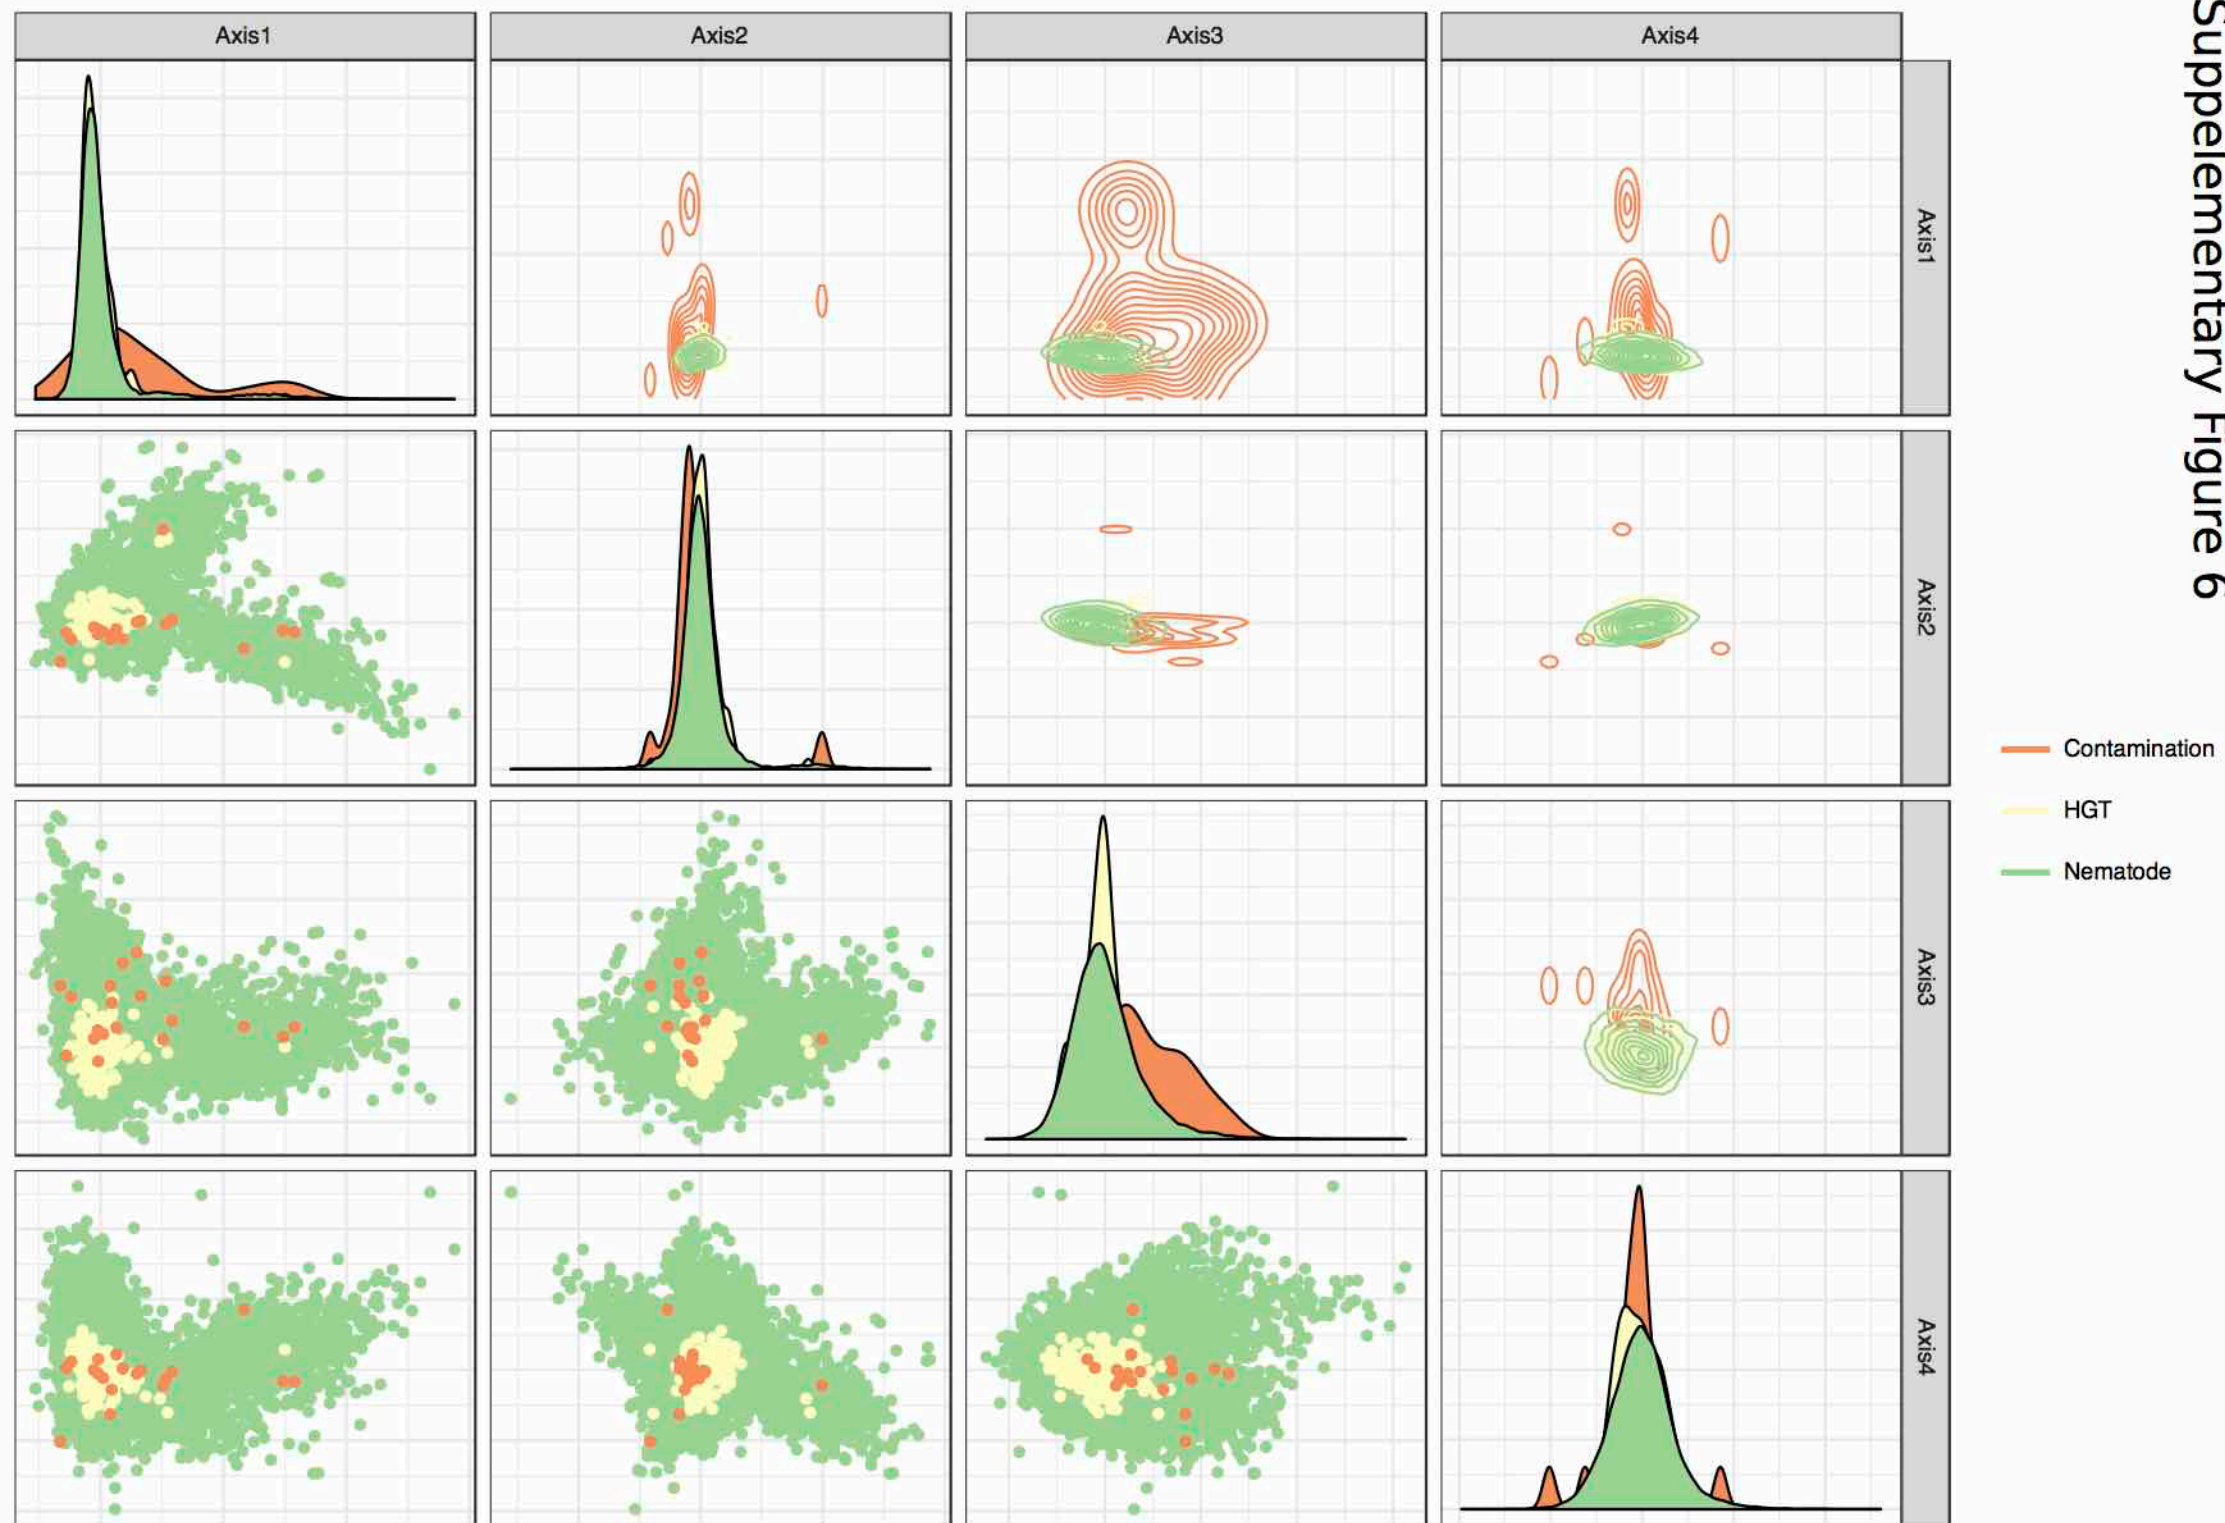 Axis1
Axis2
Axis3
Axis4
Axis1
Axis2
Axis3
Axis4
Suppelementary Figure 6
Contamination
HGT
Nematode